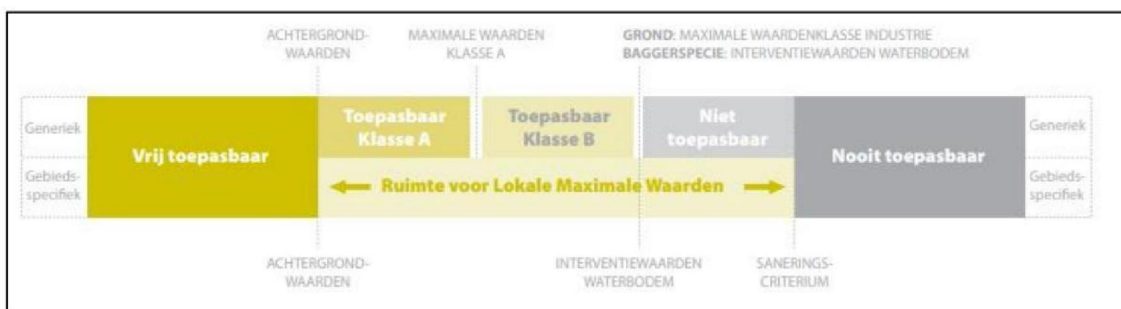 ACHTERGROND-
WAARDEN
MAXIMALE WAARDEN
KLASSE A
GROND: MAXIMALE WAARDENKLASSE INDUSTRIE
BAGGERSPECIE: INTERVENTIEWAARDEN WATERBODEM
Generiek
Gebieds-
specifiek
Vrij toepasbaar
Toepasbaar
Klasse A
Toepasbaar
Klasse B
Niet
toepasbaar
Ruimte voor Lokale Maximale Waarden
Nooit toepasbaar
Generiek
Gebieds-
specifiek
ACHTERGROND-
WAARDEN
INTERVENTIEWAARDEN
WATERBODEM
SANERINGS-
CRITERIUM